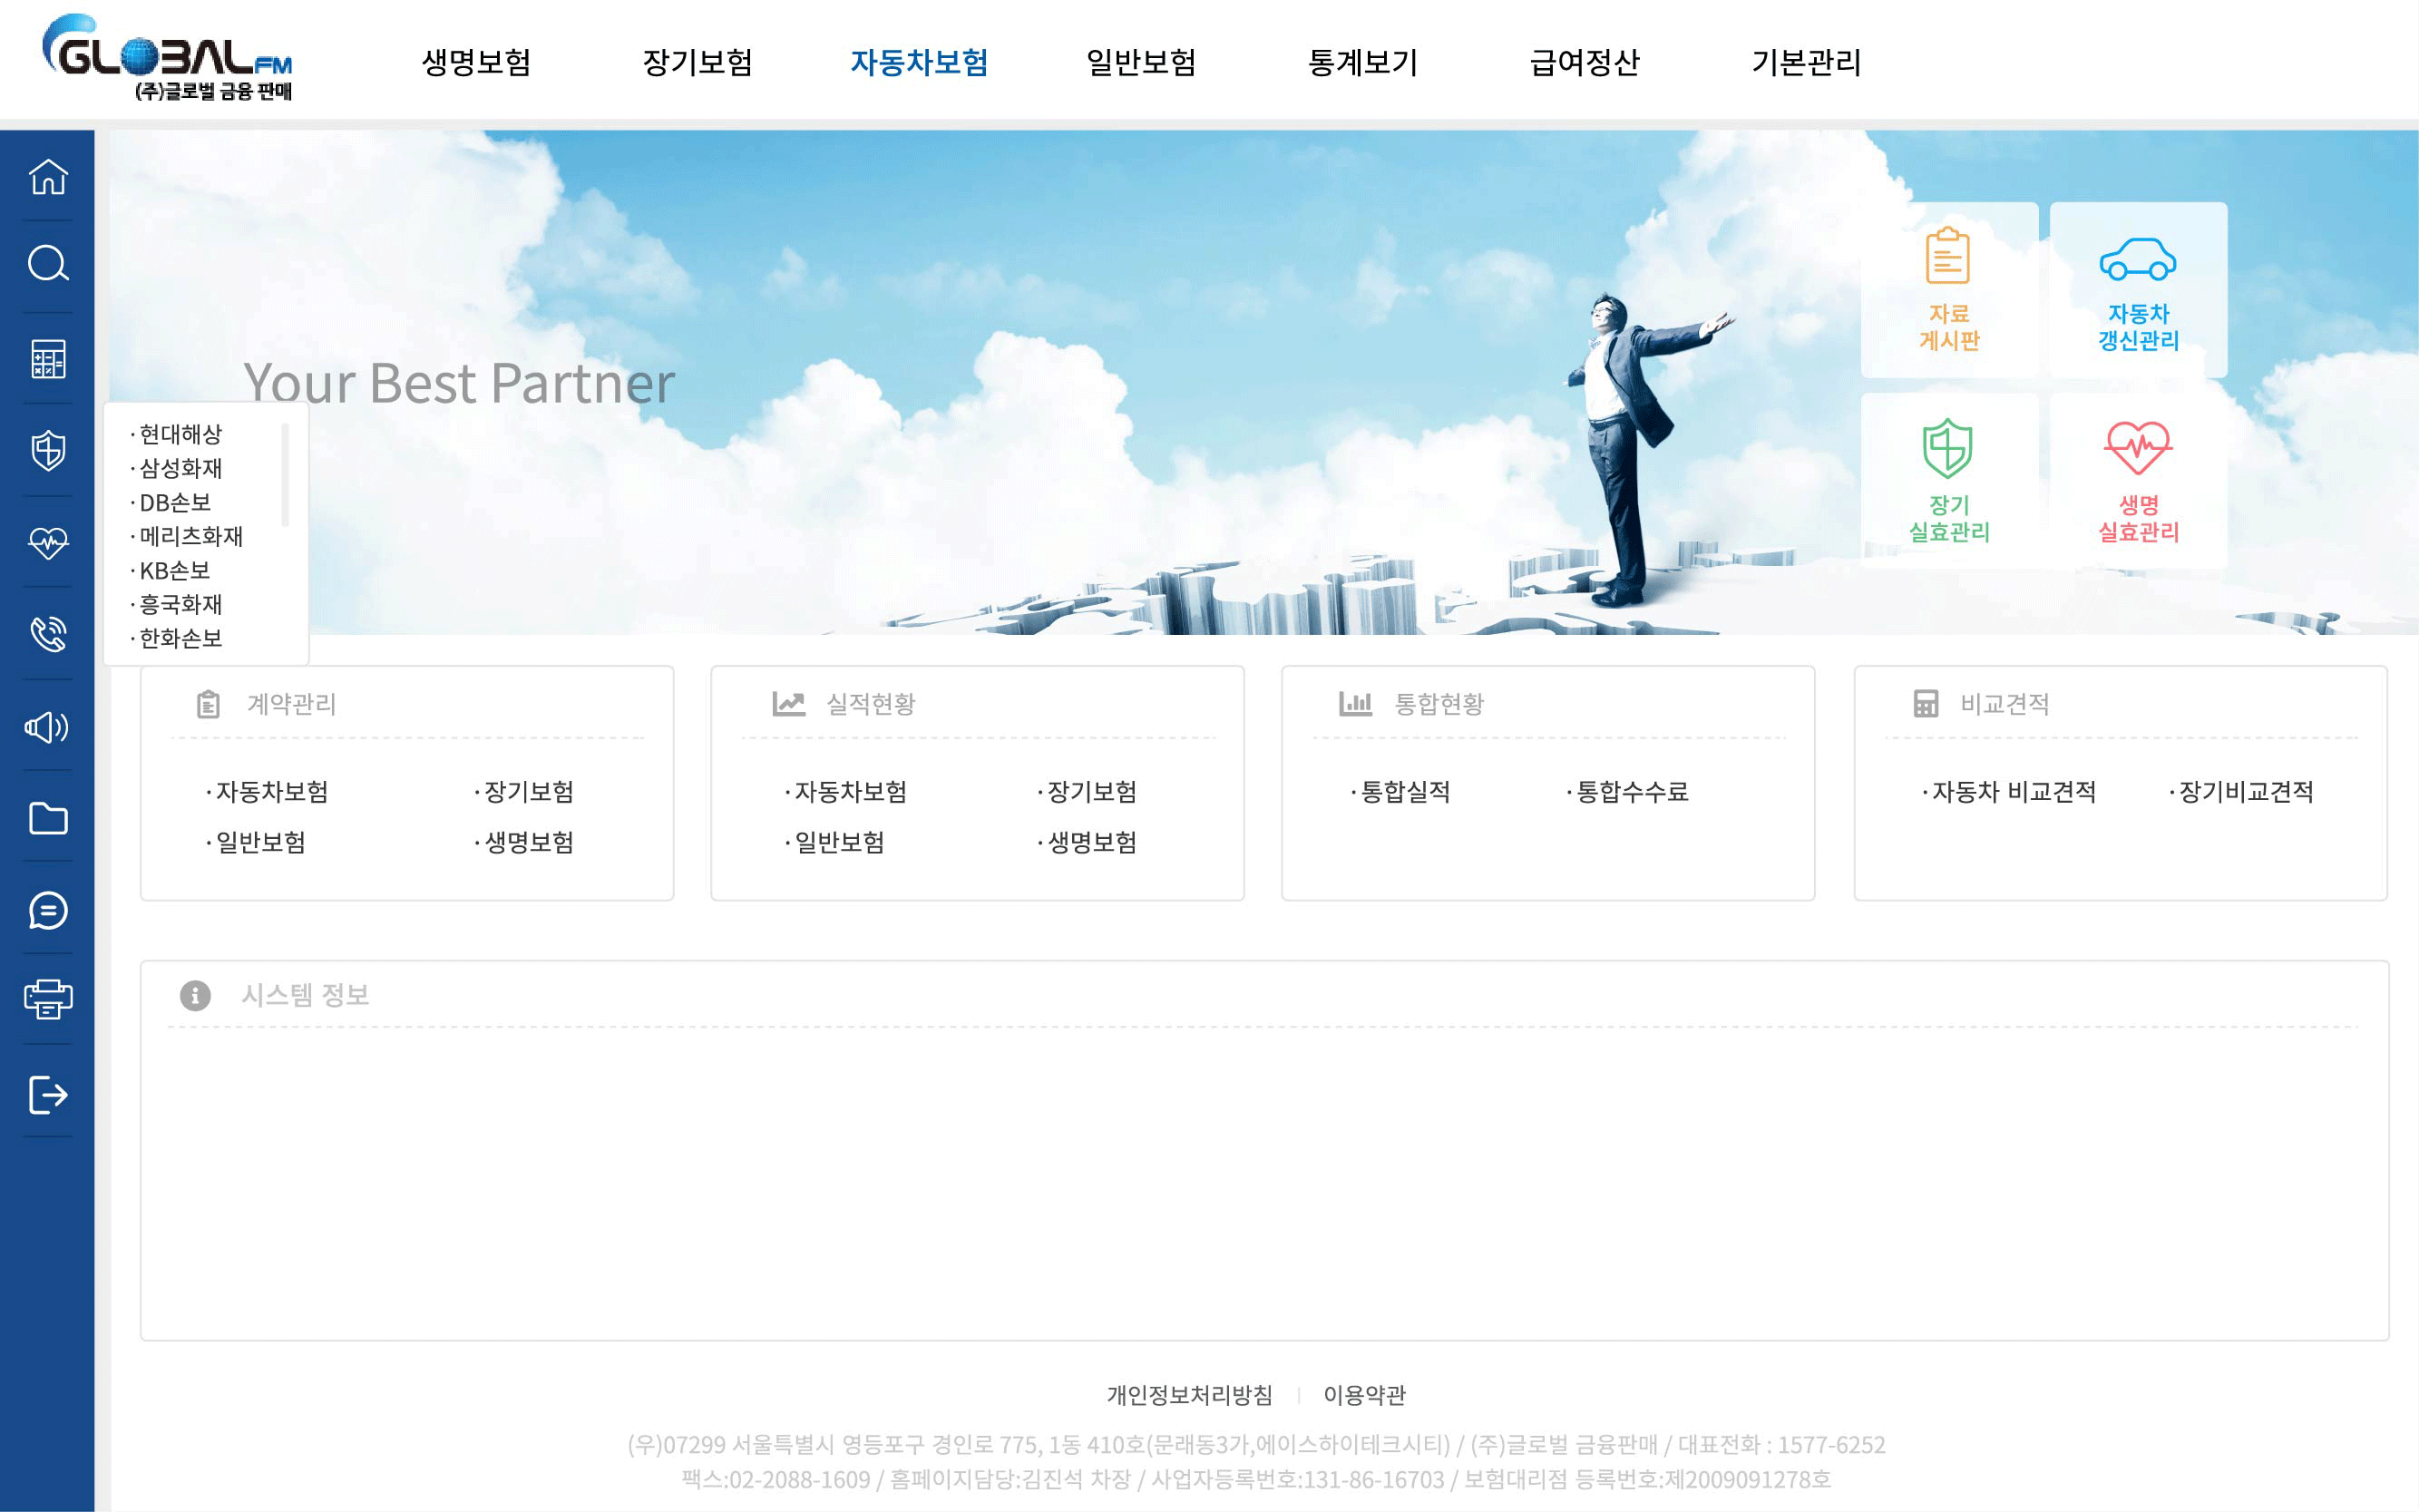 GLOBAL FM
(주)글로벌 금융 판매
생명보험 장기보험 자동차보험 일반보험 통계보기 급여정산 기본관리
Your Best Partner
자료
게시판
자동차
갱신관리
장기
실효관리
생명
실효관리
·현대해상
·삼성화재
·DB손보
·메리츠화재
·KB손보
·흥국화재
·한화손보
계약관리
·자동차보험 ·장기보험
·일반보험 ·생명보험
실적현황
·자동차보험 ·장기보험
·일반보험 ·생명보험
통합현황
·통합실적 ·통합수수료
비교견적
·자동차 비교견적 ·장기비교견적
시스템 정보
개인정보처리방침 | 이용약관
(우)07299 서울특별시 영등포구 경인로 775, 1동 410호(문래동3가,에이스하이테크시티) / (주)글로벌 금융판매 / 대표전화 : 1577-6252
팩스:02-2088-1609 / 홈페이지담당:김진석 차장 / 사업자등록번호:131-86-16703 / 보험대리점 등록번호:제2009091278호